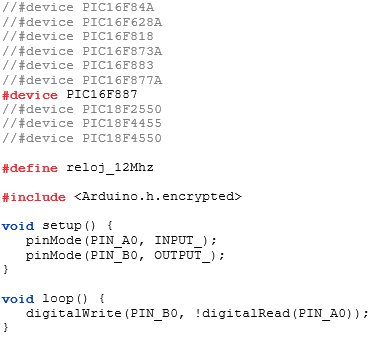 //#device PIC16F84A
//#device PIC16F628A
//#device PIC16F818
//#device PIC16F873A
//#device PIC16F883
//#device PIC16F877A
#device PIC16F887
//#device PIC18F2550
//#device PIC18F4455
//#device PIC18F4550

#define reloj_12Mhz

#include <Arduino.h.encrypted>

void setup() {
   pinMode(PIN_A0, INPUT_);
   pinMode(PIN_B0, OUTPUT_);
}

void loop() {
   digitalWrite(PIN_B0, !digitalRead(PIN_A0));
}